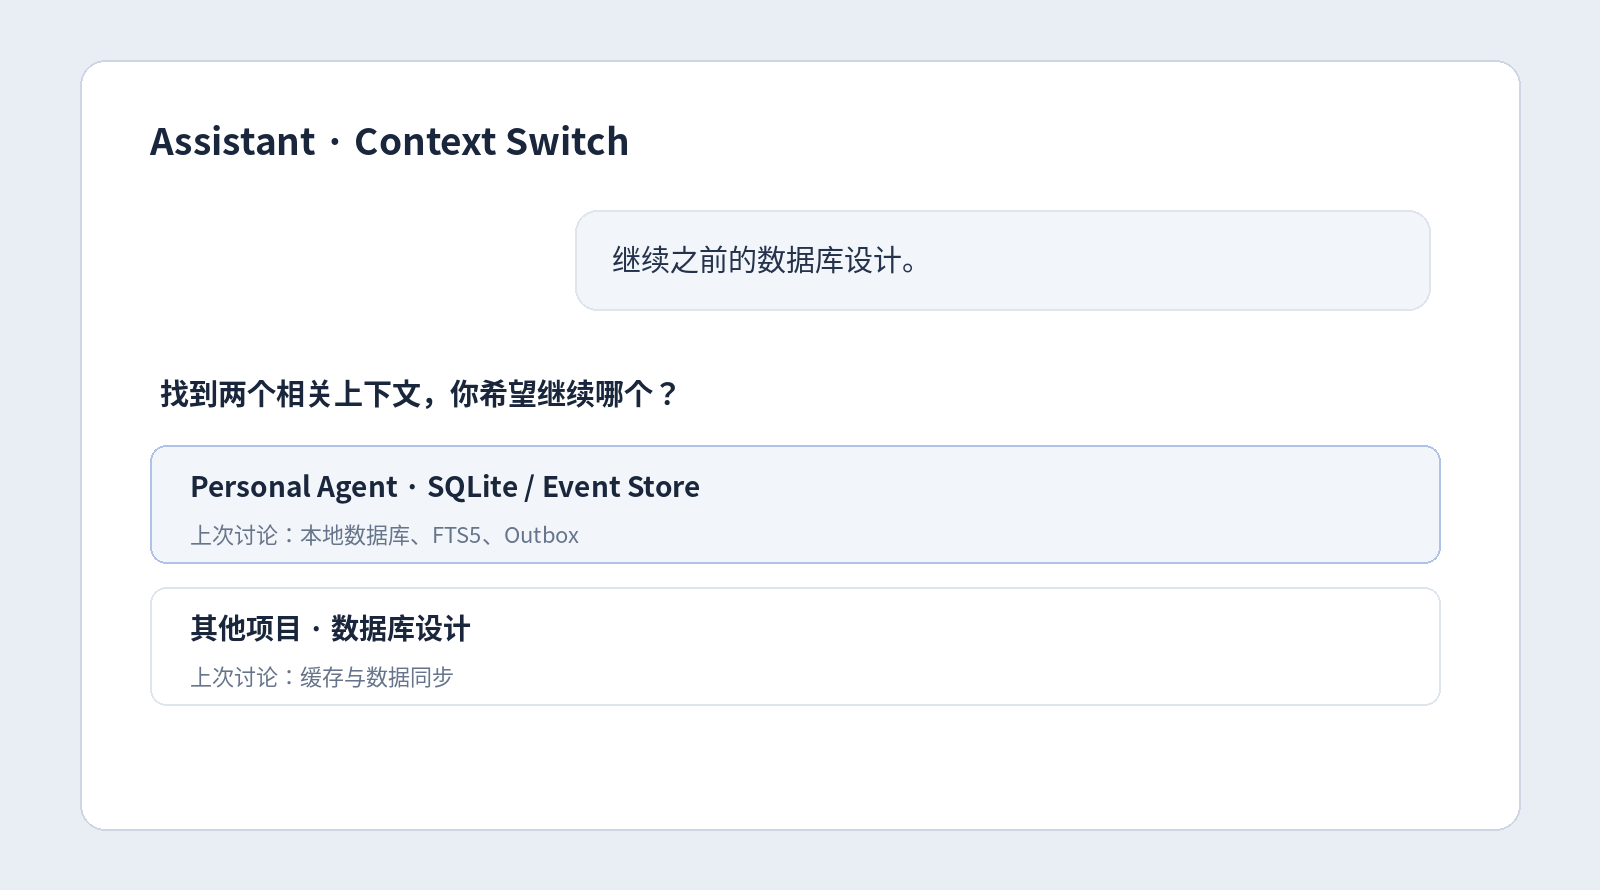 Assistant · Context Switch
继续之前的数据库设计。
找到两个相关上下文，你希望继续哪个？
Personal Agent · SQLite / Event Store
上次讨论：本地数据库、FTS5、Outbox
其他项目 · 数据库设计
上次讨论：缓存与数据同步